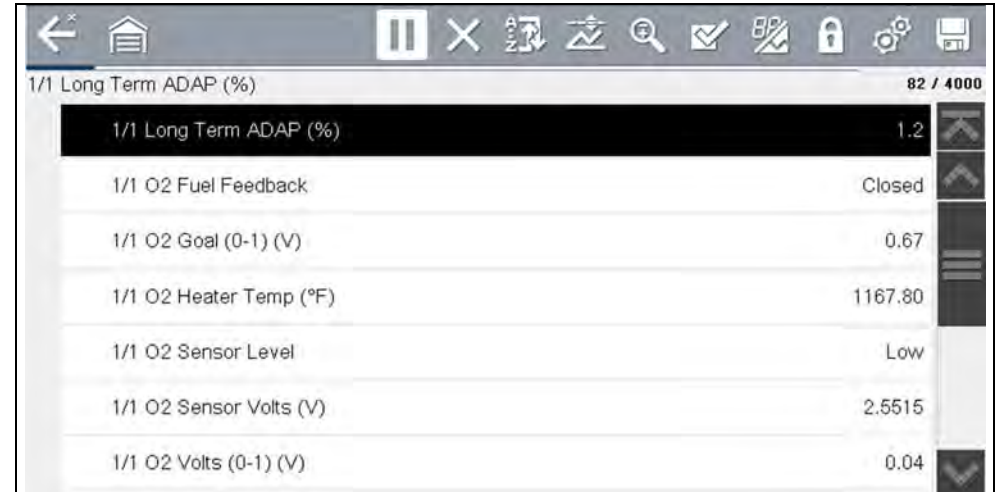 1/1 Long Term ADAP (%) 82 / 4000
1/1 Long Term ADAP (%) 1.2
1/1 O2 Fuel Feedback Closed
1/1 O2 Goal (0-1) (V) 0.67
1/1 O2 Heater Temp (°F) 1167.80
1/1 O2 Sensor Level Low
1/1 O2 Sensor Volts (V) 2.5515
1/1 O2 Volts (0-1) (V) 0.04